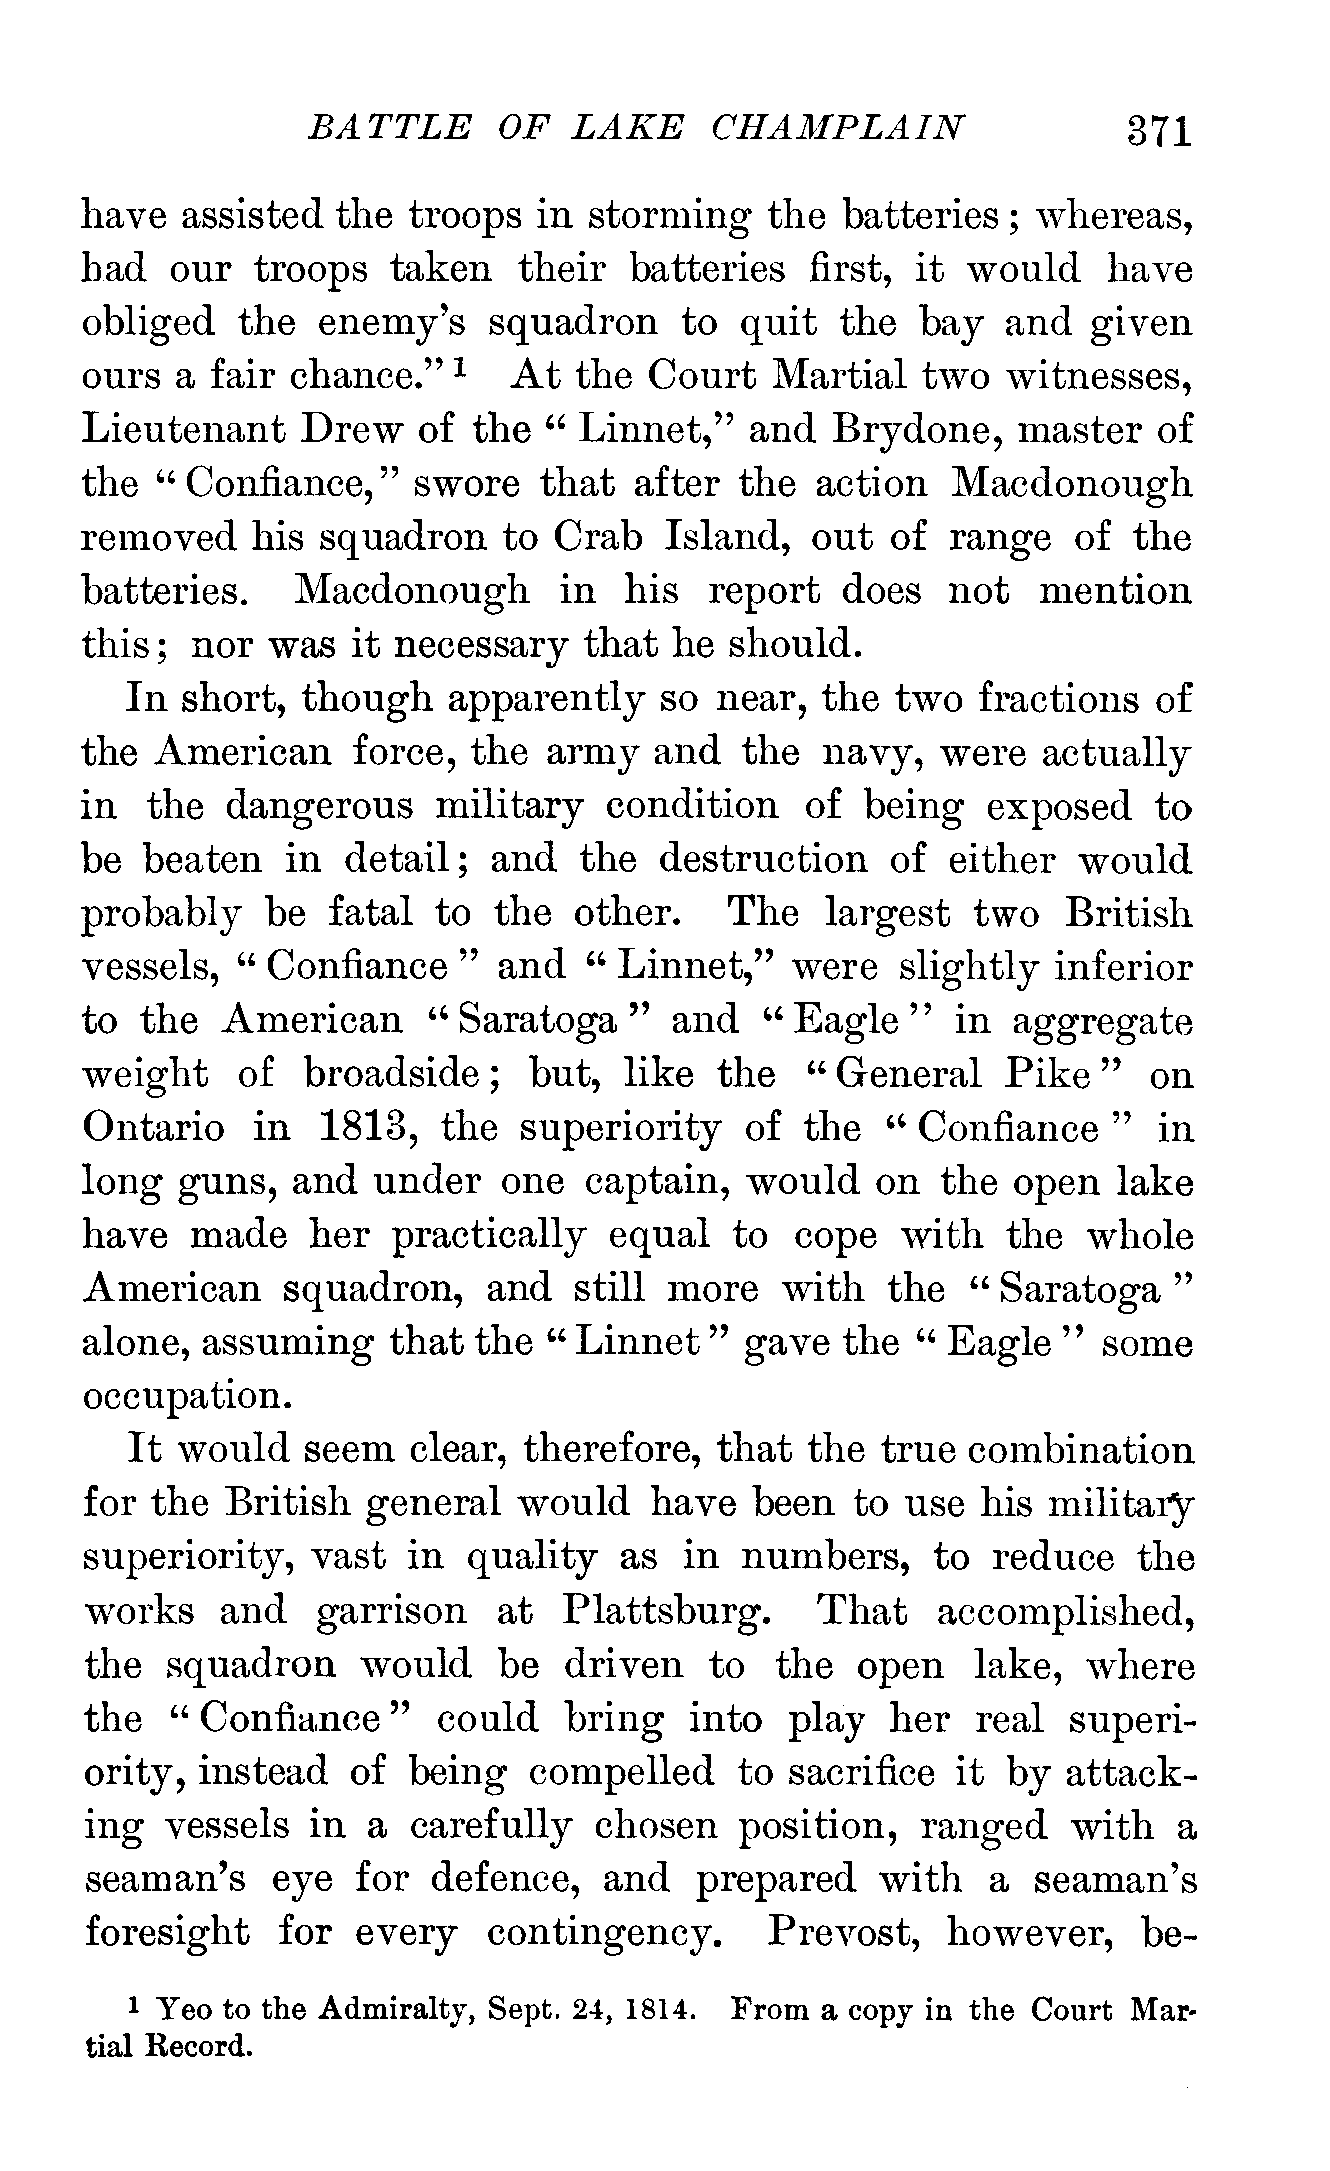 BATTLE OF LAKE CHAMPLAIN 371
have assisted the troops in storming the batteries; whereas,
had our troops taken their batteries first, it would have
obliged the enemy's squadron to quit the bay and given
ours a fair chance." 1 At the Court Martial two witnesses,
Lieutenant Drew of the "Linnet," and Brydone, master of
the "Confiance," swore that after the action Macdonough
removed his squadron to Crab Island, out of range of the
batteries. Macdonough in his report does not mention
this; nor was it necessary that he should.
In short, though apparently so near, the two fractions of
the American force, the army and the navy, were actually
in the dangerous military condition of being exposed to
be beaten in detail; and the destruction of either would
probably be fatal to the other. The largest two British
vessels, "Confiance" and "Linnet," were slightly inferior
to the American "Saratoga" and "Eagle" in aggregate
weight of broadside; but, like the "General Pike" on
Ontario in 1813, the superiority of the "Confiance" in
long guns, and under one captain, would on the open lake
have made her practically equal to cope with the whole
American squadron, and still more with the "Saratoga"
alone, assuming that the "Linnet" gave the "Eagle" some
occupation.
It would seem clear, therefore, that the true combination
for the British general would have been to use his military
superiority, vast in quality as in numbers, to reduce the
works and garrison at Plattsburg. That accomplished,
the squadron would be driven to the open lake, where
the "Confiance" could bring into play her real superi-
ority, instead of being compelled to sacrifice it by attack-
ing vessels in a carefully chosen position, ranged with a
seaman's eye for defence, and prepared with a seaman's
foresight for every contingency. Prevost, however, be-
1 Yeo to the Admiralty, Sept. 24, 1814. From a copy in the Court Mar-
tial Record.